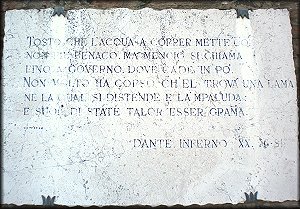 TOSTO CHE L'ACQUA A CORRER METTE CO
NON PIÙ BENACO, MA MENCIO SI CHIAMA
FINO A GOVERNO, DOVE CADE IN PO.
NON MOLTO HA CORSO, CH'EL TROVA UNA LAMA
NE LA QUAL SI DISTENDE E LA MPALUDA;
E SUOL DI STATE TALOR ESSER GRAMA.
DANTE INFERNO XX,